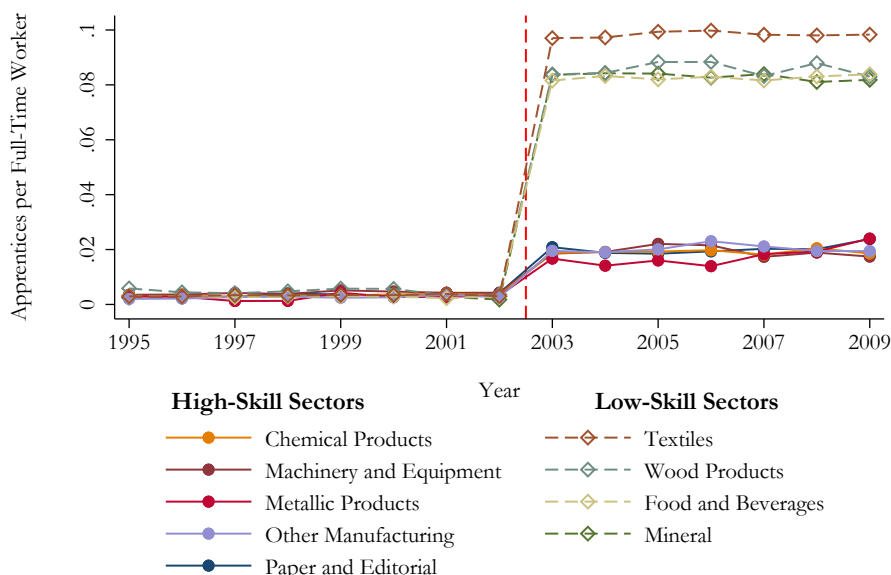 Apprentices per Full-Time Worker
.1
.08
.06
.04
.02
0
1995 1997 1999 2001 2003 2005 2007 2009
Year
High-Skill Sectors
Chemical Products
Machinery and Equipment
Metallic Products
Other Manufacturing
Paper and Editorial
Low-Skill Sectors
Textiles
Wood Products
Food and Beverages
Mineral